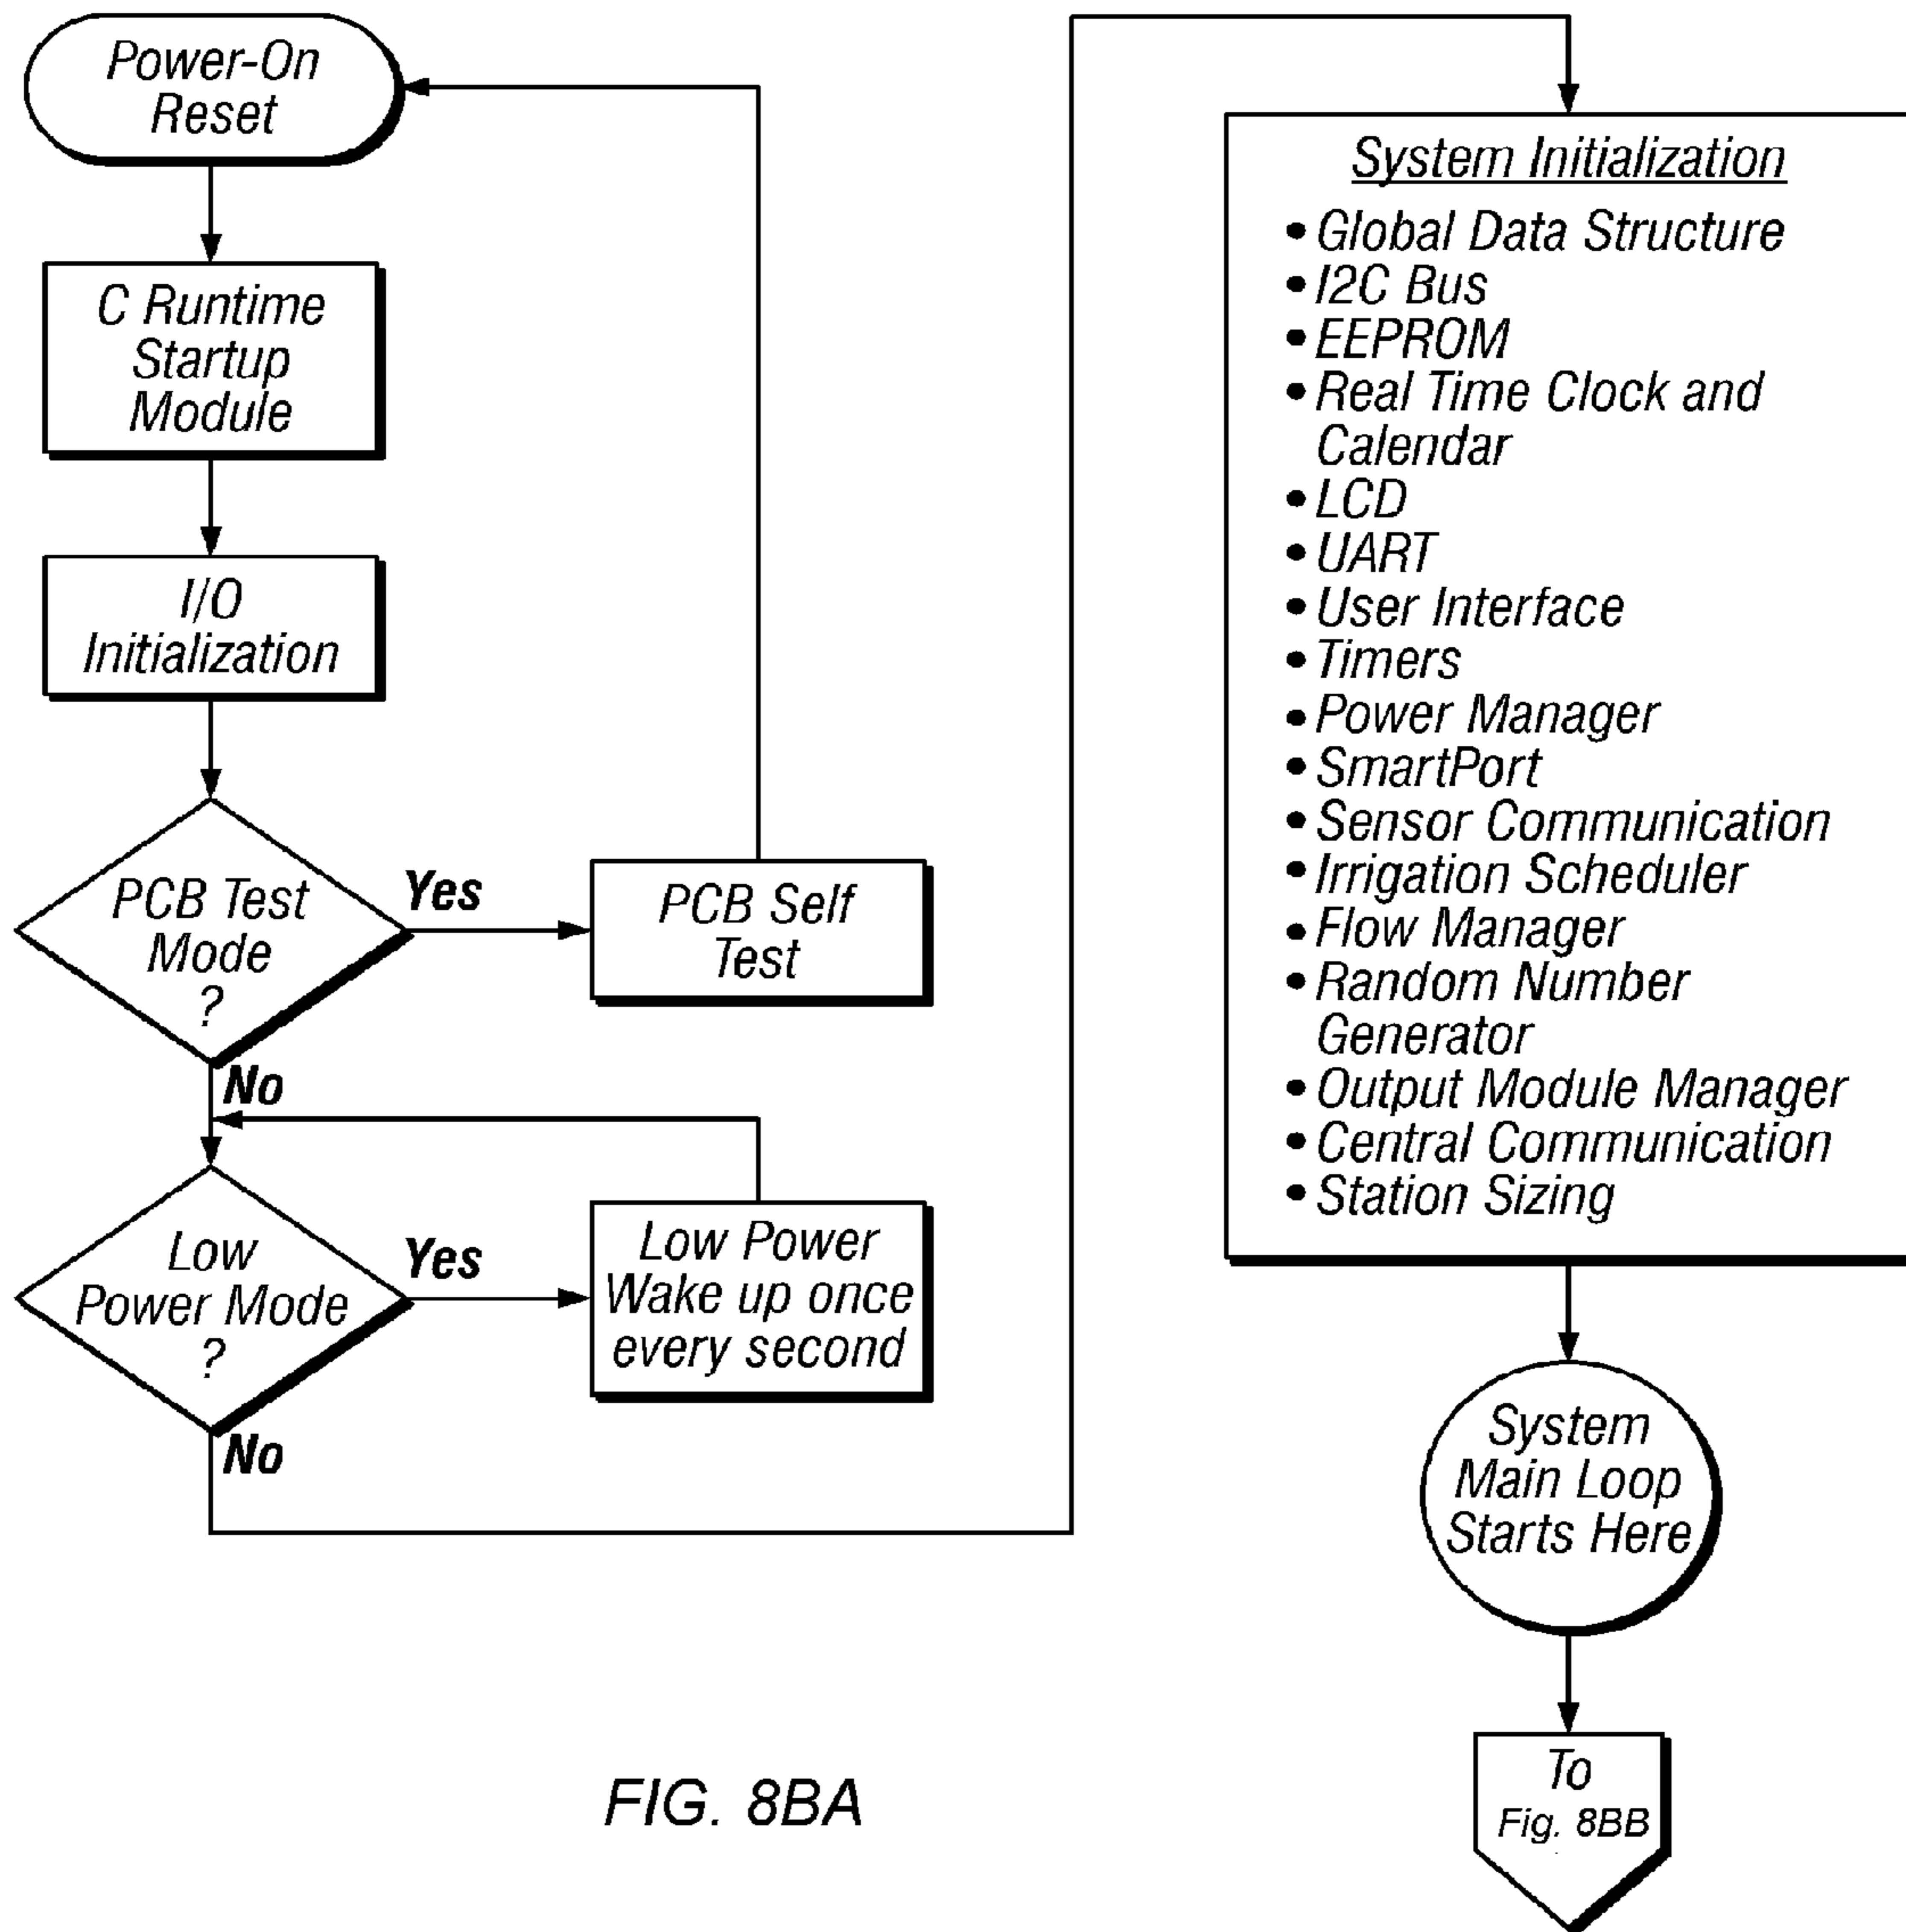 Power-On
Reset
C Runtime
Startup
Module
I/O
Initialization
PCB Test
Mode
?
Yes
PCB Self
Test
No
Low
Power Mode
?
Yes
Low Power
Wake up once
every second
No
System Initialization
• Global Data Structure
• I2C Bus
• EEPROM
• Real Time Clock and
Calendar
• LCD
• UART
• User Interface
• Timers
• Power Manager
• SmartPort
• Sensor Communication
• Irrigation Scheduler
• Flow Manager
• Random Number
Generator
• Output Module Manager
• Central Communication
• Station Sizing
System
Main Loop
Starts Here
To
Fig. 8BB
FIG. 8BA